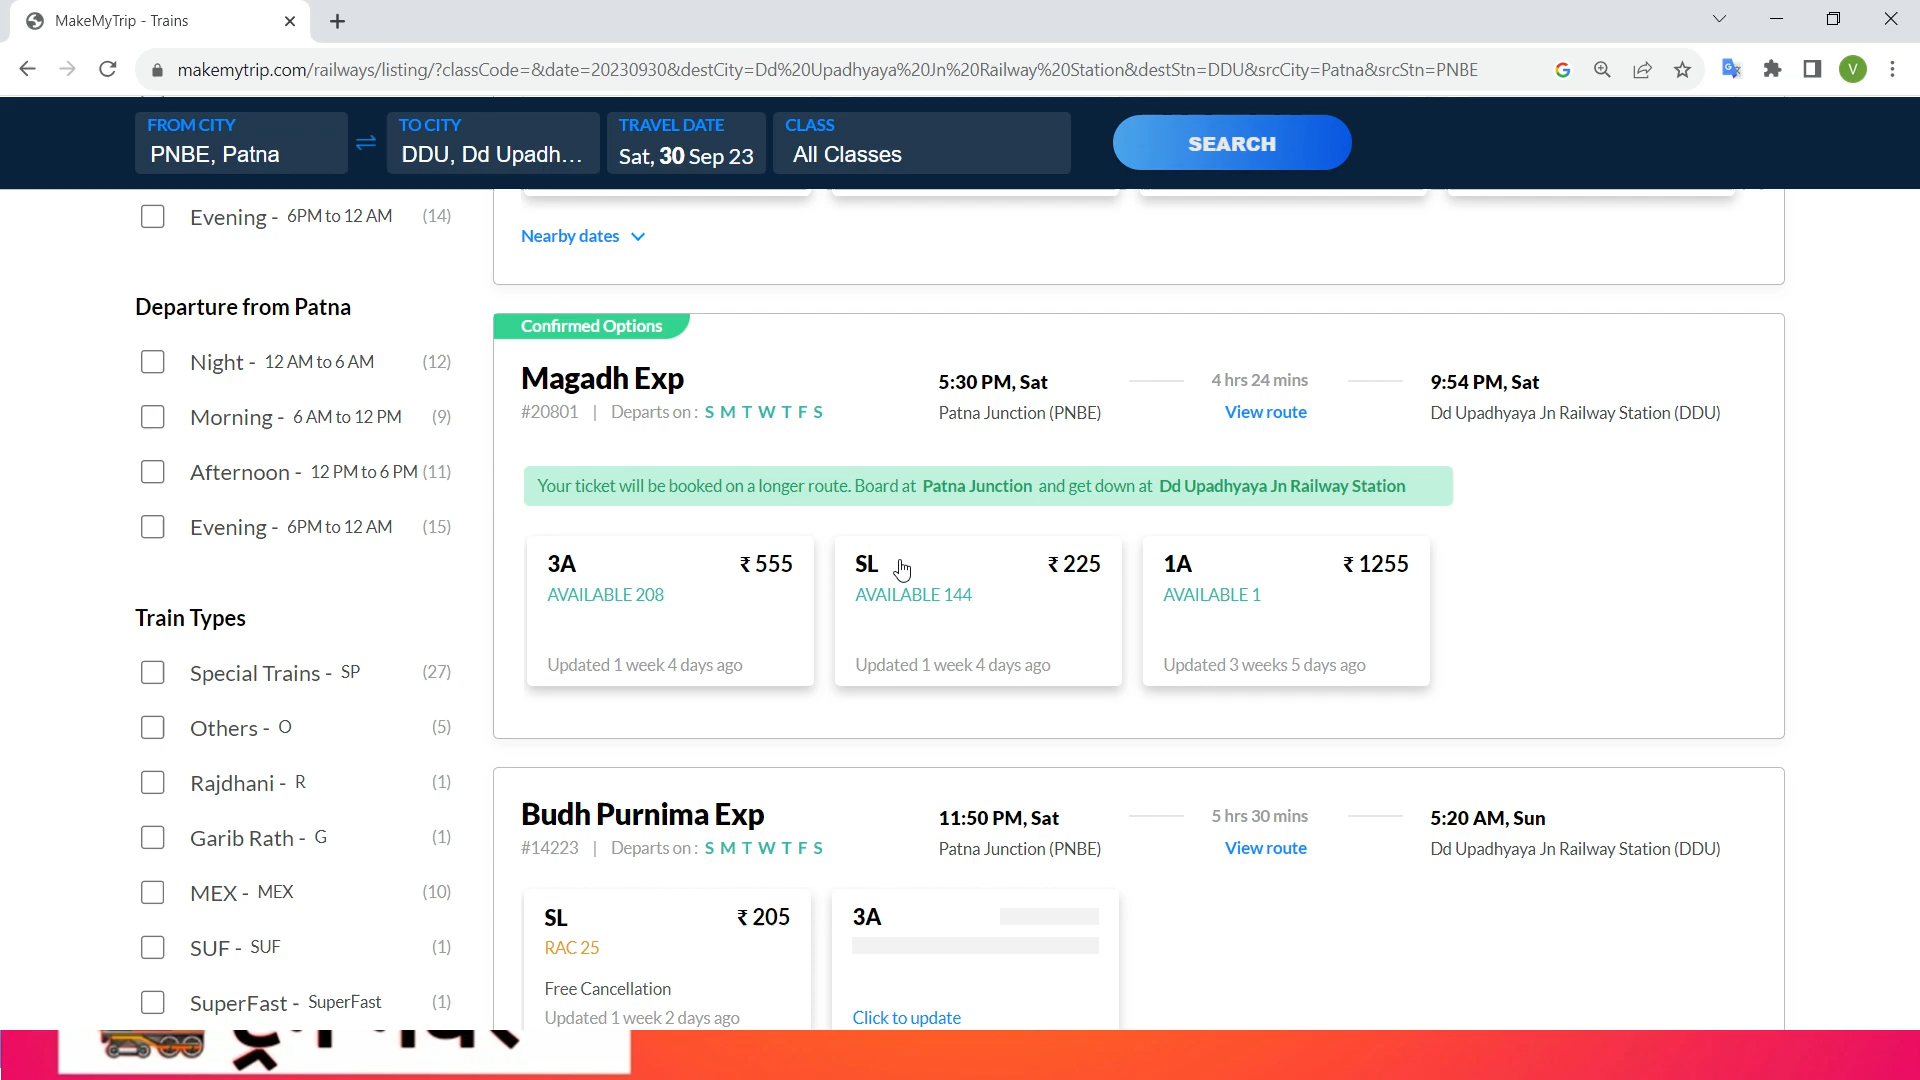 MakeMyTrip - Trains
makemytrip.com/railways/listing/?classCode=&date=20230930&destCity=Dd%20Upadhyaya%20Jn%20Railway%20Station&destStn=DDU&srcCity=Patna&srcStn=PNBE
V
FROM CITY
PNBE, Patna
TO CITY
DDU, Dd Upadh...
TRAVEL DATE
Sat, 30 Sep 23
CLASS
All Classes
SEARCH
Evening - 6PM to 12 AM (14)
Departure from Patna
Night - 12 AM to 6 AM (12)
Morning - 6 AM to 12 PM (9)
Afternoon - 12 PM to 6 PM (11)
Evening - 6PM to 12 AM (15)
Train Types
Special Trains - SP (27)
Others - O (5)
Rajdhani - R (1)
Garib Rath - G (1)
MEX - MEX (10)
SUF - SUF (1)
SuperFast - SuperFast (1)
Nearby dates
Confirmed Options
Magadh Exp
#20801 | Departs on : S M T W T F S
5:30 PM, Sat
Patna Junction (PNBE)
4 hrs 24 mins
View route
9:54 PM, Sat
Dd Upadhyaya Jn Railway Station (DDU)
Your ticket will be booked on a longer route. Board at Patna Junction and get down at Dd Upadhyaya Jn Railway Station
3A ₹ 555
AVAILABLE 208
Updated 1 week 4 days ago
SL ₹ 225
AVAILABLE 144
Updated 1 week 4 days ago
1A ₹ 1255
AVAILABLE 1
Updated 3 weeks 5 days ago
Budh Purnima Exp
#14223 | Departs on : S M T W T F S
11:50 PM, Sat
Patna Junction (PNBE)
5 hrs 30 mins
View route
5:20 AM, Sun
Dd Upadhyaya Jn Railway Station (DDU)
SL ₹ 205
RAC 25
Free Cancellation
Updated 1 week 2 days ago
3A
Click to update